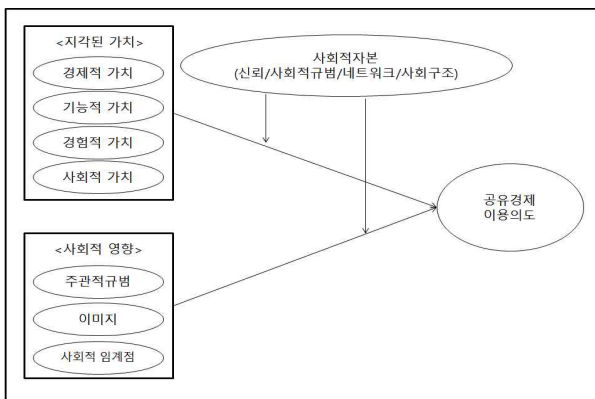 <지각된 가치>
경제적 가치
기능적 가치
경험적 가치
사회적 가치
사회적자본
(신뢰/사회적규범/네트워크/사회구조)
공유경제
이용의도
<사회적 영향>
주관적규범
이미지
사회적 임계점